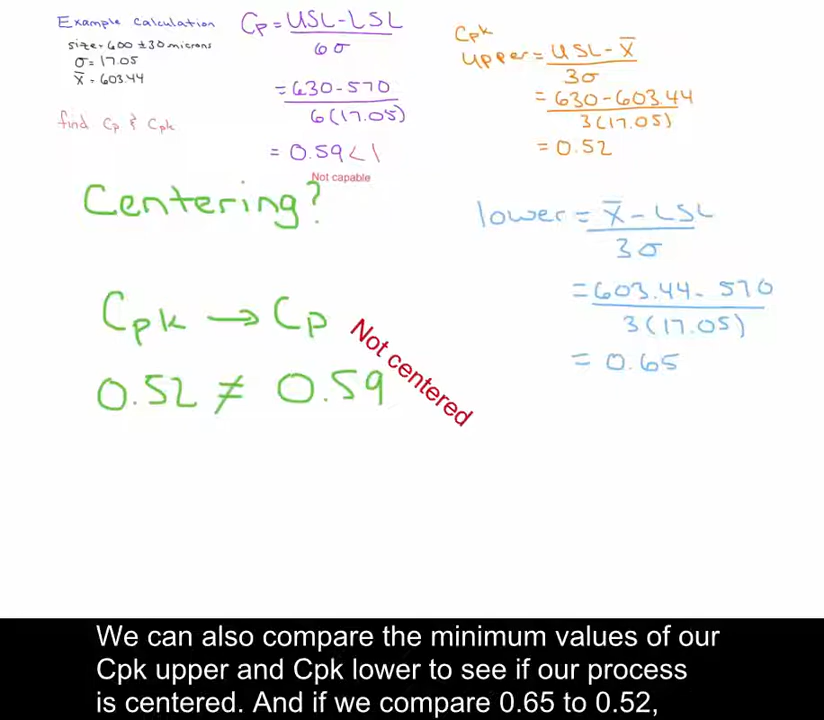 Example Calculation
size = 600 ± 30 microns
σ = 17.05
x̄ = 603.44
find Cp & Cpk
Cp = USL - LSL
6σ
= 630 - 570
6(17.05)
= 0.59 < 1
Not capable
Cpk
upper = USL - x̄
3σ
= 630 - 603.44
3(17.05)
= 0.52
lower = x̄ - LSL
3σ
= 603.44 - 570
3(17.05)
= 0.65
Centering?
Cpk → Cp
0.52 ≠ 0.59
Not centered
We can also compare the minimum values of our
Cpk upper and Cpk lower to see if our process
is centered. And if we compare 0.65 to 0.52,